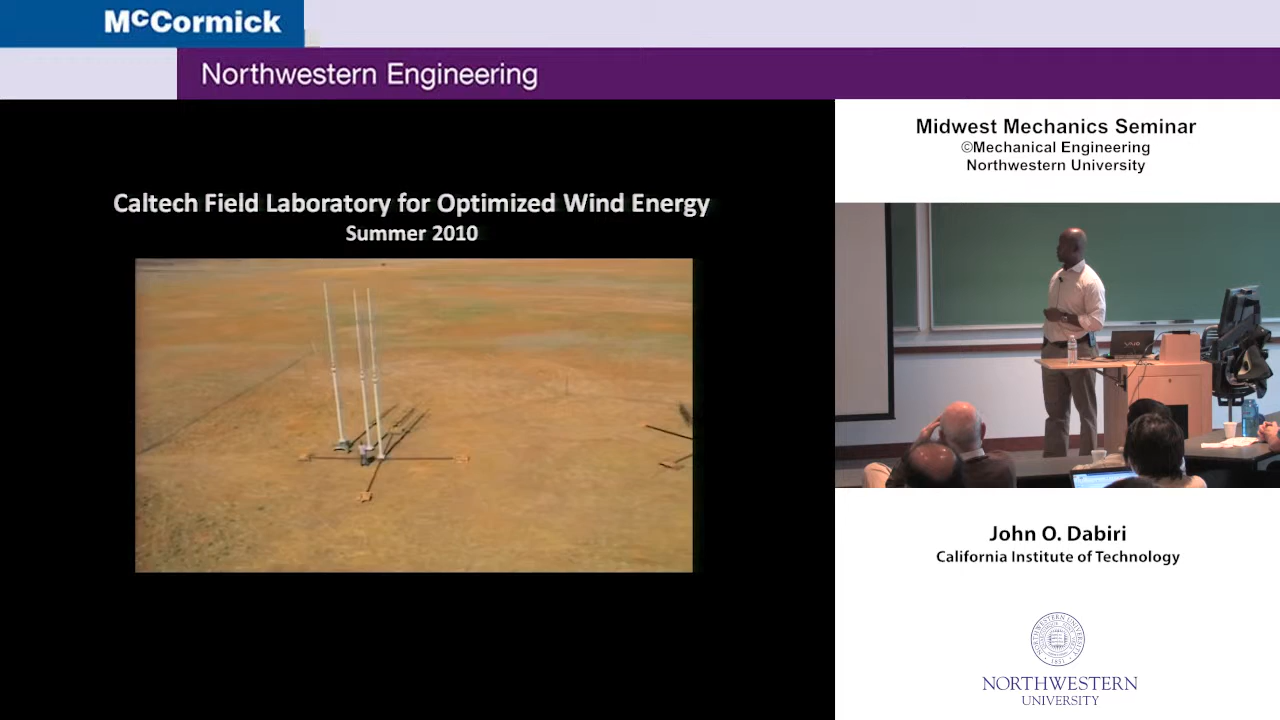 McCormick
Northwestern Engineering
Caltech Field Laboratory for Optimized Wind Energy
Summer 2010
Midwest Mechanics Seminar
©Mechanical Engineering
Northwestern University
John O. Dabiri
California Institute of Technology
NORTHWESTERN
UNIVERSITY